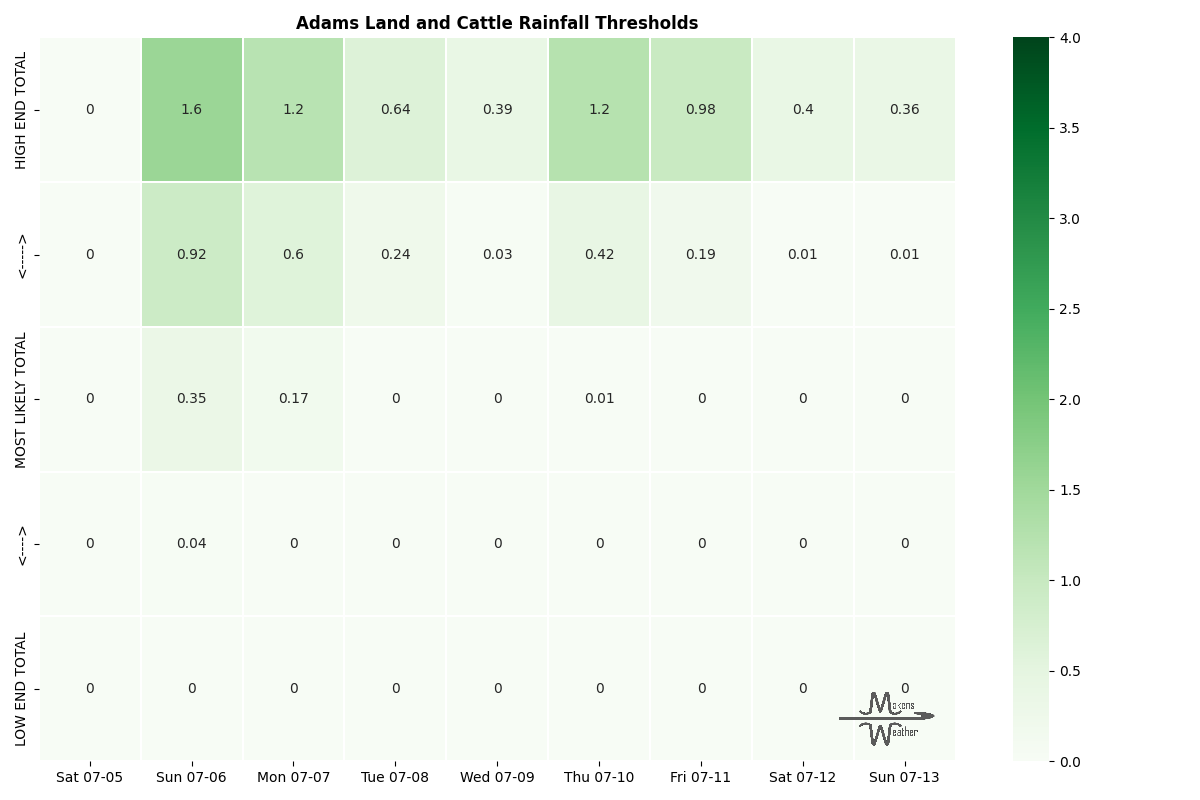 Adams Land and Cattle Rainfall Thresholds
HIGH END TOTAL
0 1.6 1.2 0.64 0.39 1.2 0.98 0.4 0.36
<----->
0 0.92 0.6 0.24 0.03 0.42 0.19 0.01 0.01
MOST LIKELY TOTAL
0 0.35 0.17 0 0 0.01 0 0 0
<---->
0 0.04 0 0 0 0 0 0 0
LOW END TOTAL
0 0 0 0 0 0 0 0 0
Makens
Weather
Sat 07-05 Sun 07-06 Mon 07-07 Tue 07-08 Wed 07-09 Thu 07-10 Fri 07-11 Sat 07-12 Sun 07-13
4.0
3.5
3.0
2.5
2.0
1.5
1.0
0.5
0.0